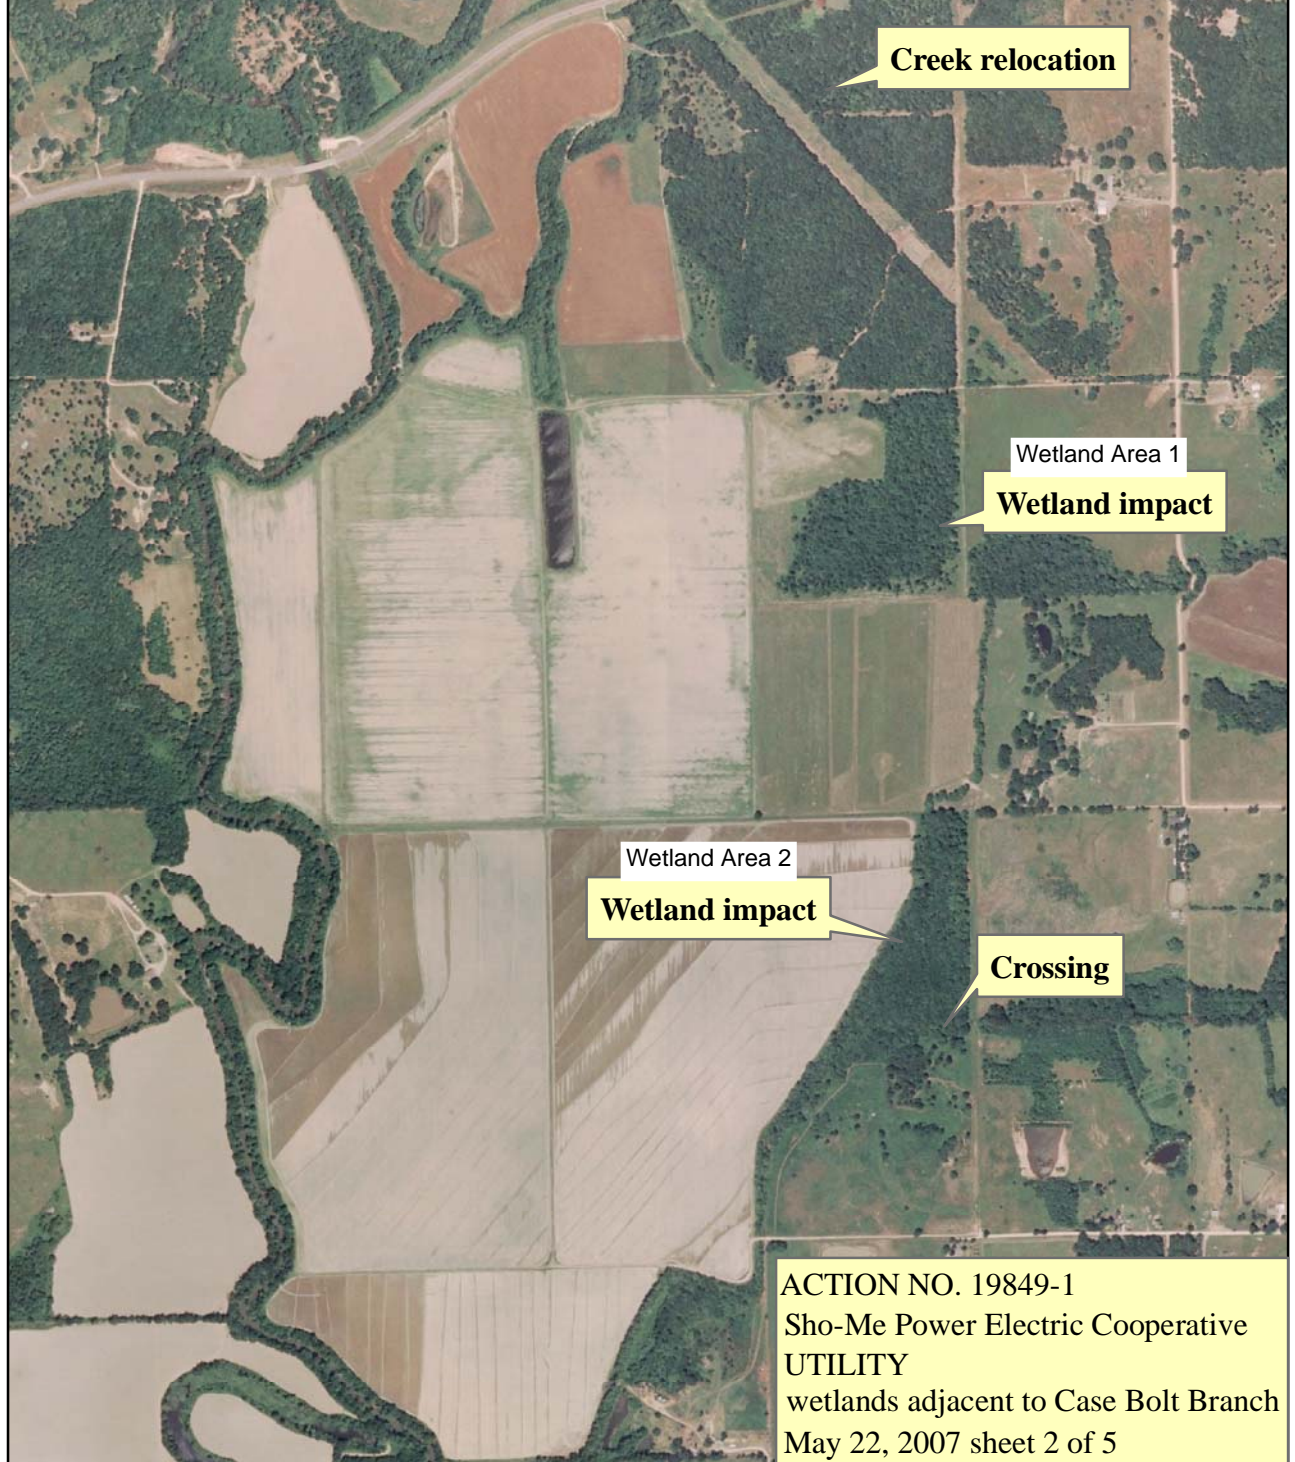 Creek relocation
Wetland Area 1
Wetland impact
Wetland Area 2
Wetland impact
Crossing
ACTION NO. 19849-1
Sho-Me Power Electric Cooperative
UTILITY
wetlands adjacent to Case Bolt Branch
May 22, 2007 sheet 2 of 5